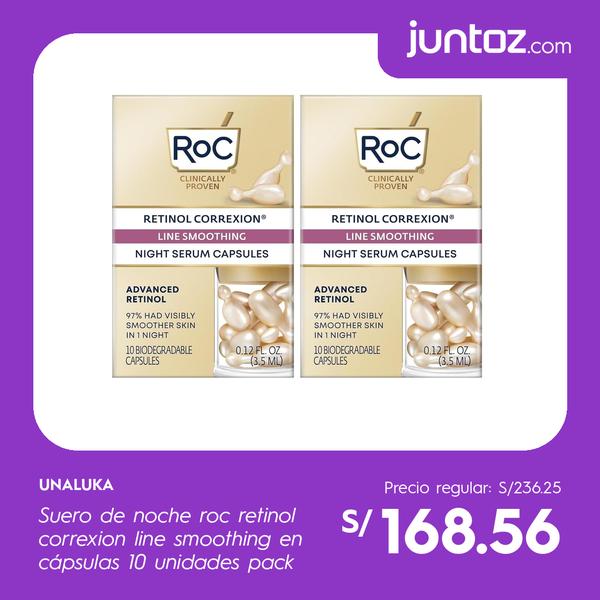 juntoz.com
RoC®
CLINICALLY
PROVEN
RETINOL CORREXION®
LINE SMOOTHING
NIGHT SERUM CAPSULES
ADVANCED
RETINOL
97% HAD VISIBLY
SMOOTHER SKIN
IN 1 NIGHT
10 BIODEGRADABLE
CAPSULES
0.12 FL. OZ.
(3.5 ML)
RoC®
CLINICALLY
PROVEN
RETINOL CORREXION®
LINE SMOOTHING
NIGHT SERUM CAPSULES
ADVANCED
RETINOL
97% HAD VISIBLY
SMOOTHER SKIN
IN 1 NIGHT
10 BIODEGRADABLE
CAPSULES
0.12 FL. OZ.
(3.5 ML)
UNALUKA
Suero de noche roc retinol
correxion line smoothing en
cápsulas 10 unidades pack
Precio regular: S/236.25
S/168.56